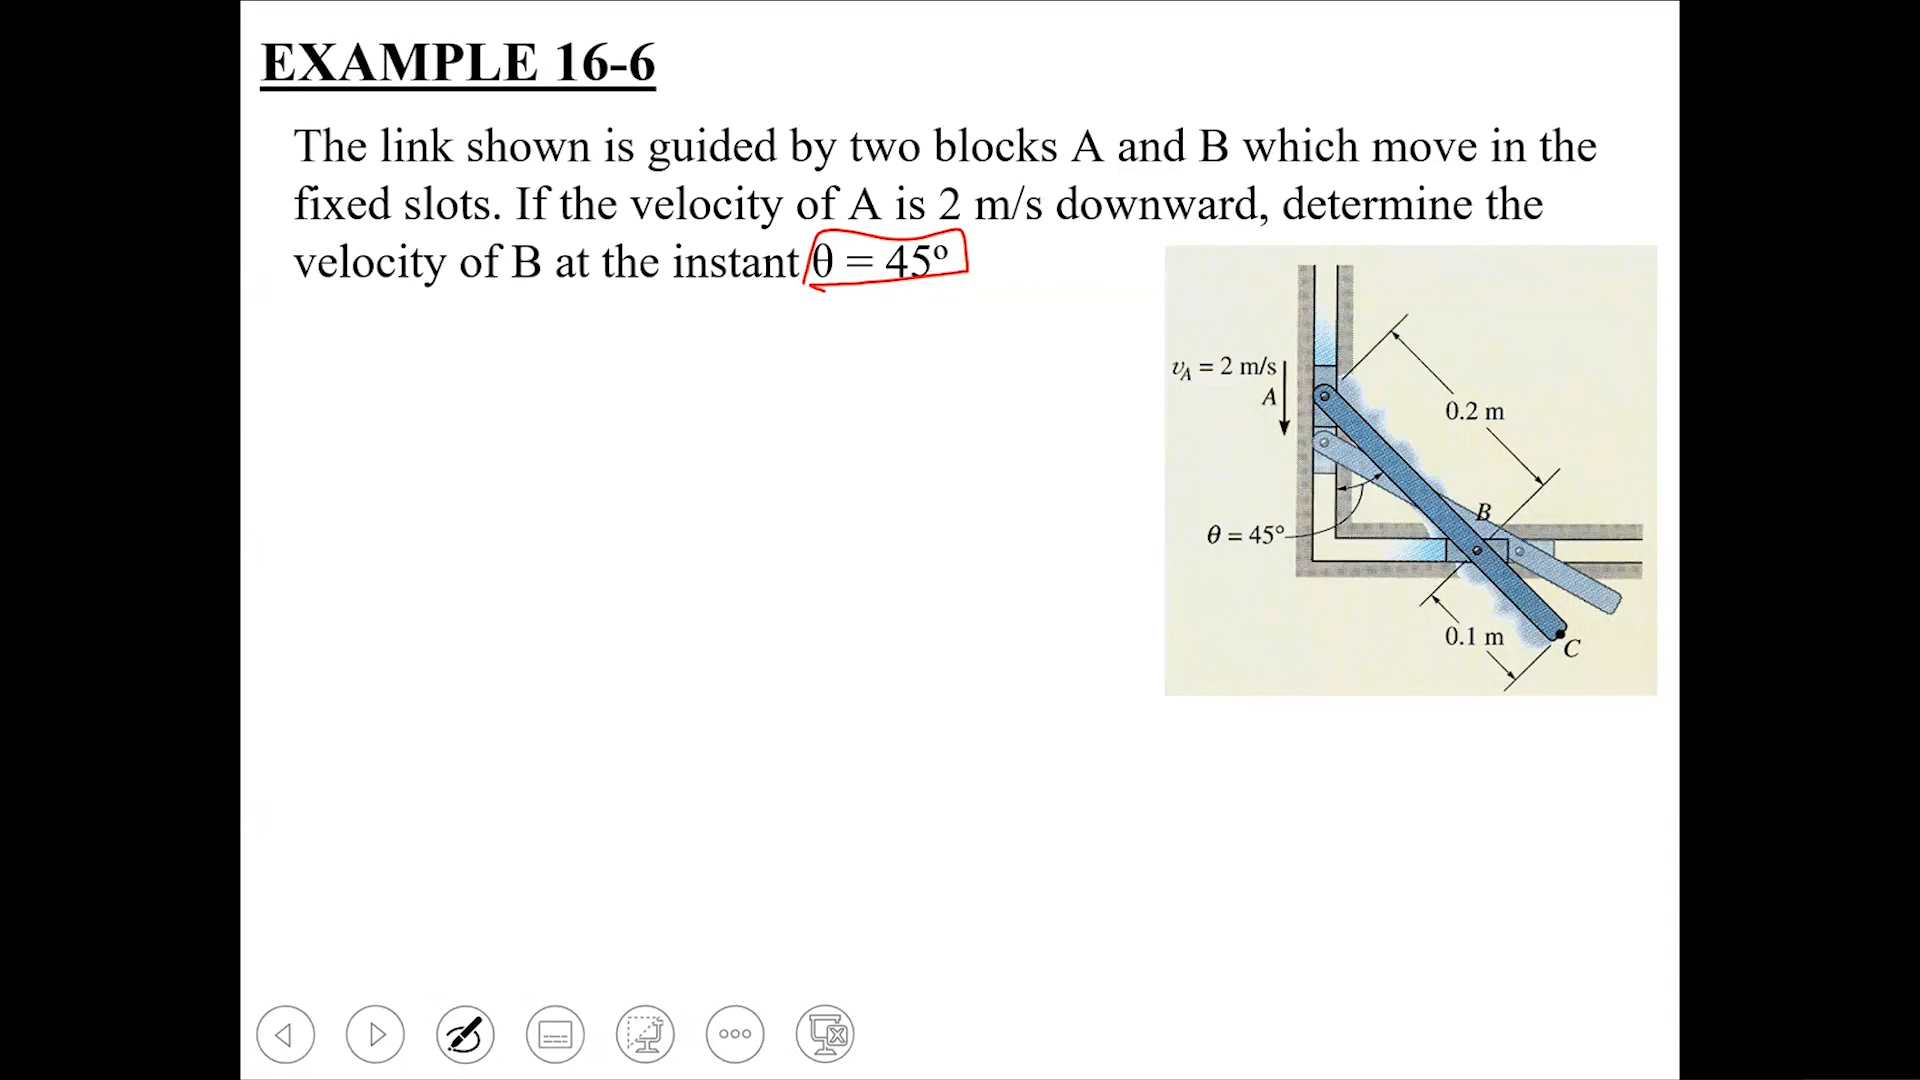 EXAMPLE 16-6
The link shown is guided by two blocks A and B which move in the
fixed slots. If the velocity of A is 2 m/s downward, determine the
velocity of B at the instant θ = 45º
v_A = 2 m/s
A
0.2 m
B
θ = 45°
0.1 m
C